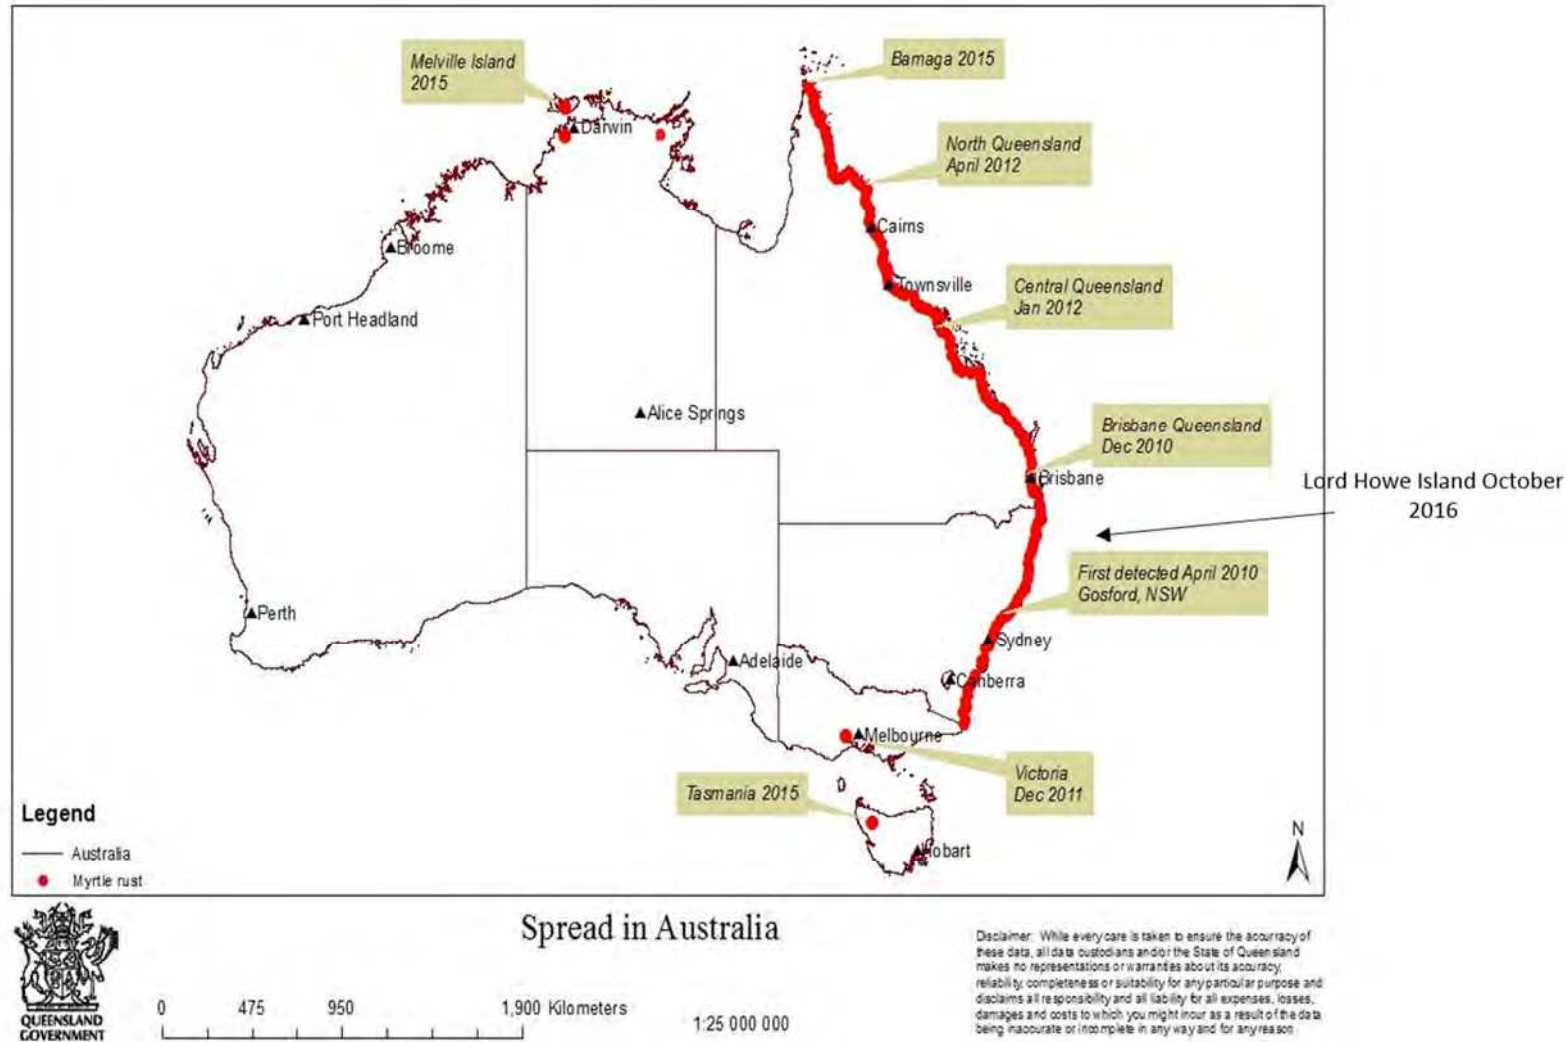 Melville Island
2015
Bamaga 2015
Darwin
North Queensland
April 2012
Cairns
Broome
Townsville
Central Queensland
Jan 2012
Port Headland
Alice Springs
Brisbane Queensland
Dec 2010
Brisbane
Lord Howe Island October
2016
First detected April 2010
Gosford, NSW
Perth
Sydney
Adelaide
Canberra
Melbourne
Victoria
Dec 2011
Tasmania 2015
Hobart
Legend
Australia
Myrtle rust
N
QUEENSLAND
GOVERNMENT
Spread in Australia
0 475 950 1,900 Kilometers
1:25 000 000
Disclaimer: While every care is taken to ensure the accuracy of
these data, all data custodians and/or the State of Queensland
makes no representations or warranties about its accuracy,
reliability, completeness or suitability for any particular purpose and
disclaims all responsibility and all liability for all expenses, losses,
damages and costs to which you might incur as a result of the data
being inaccurate or incomplete in any way and for any reason